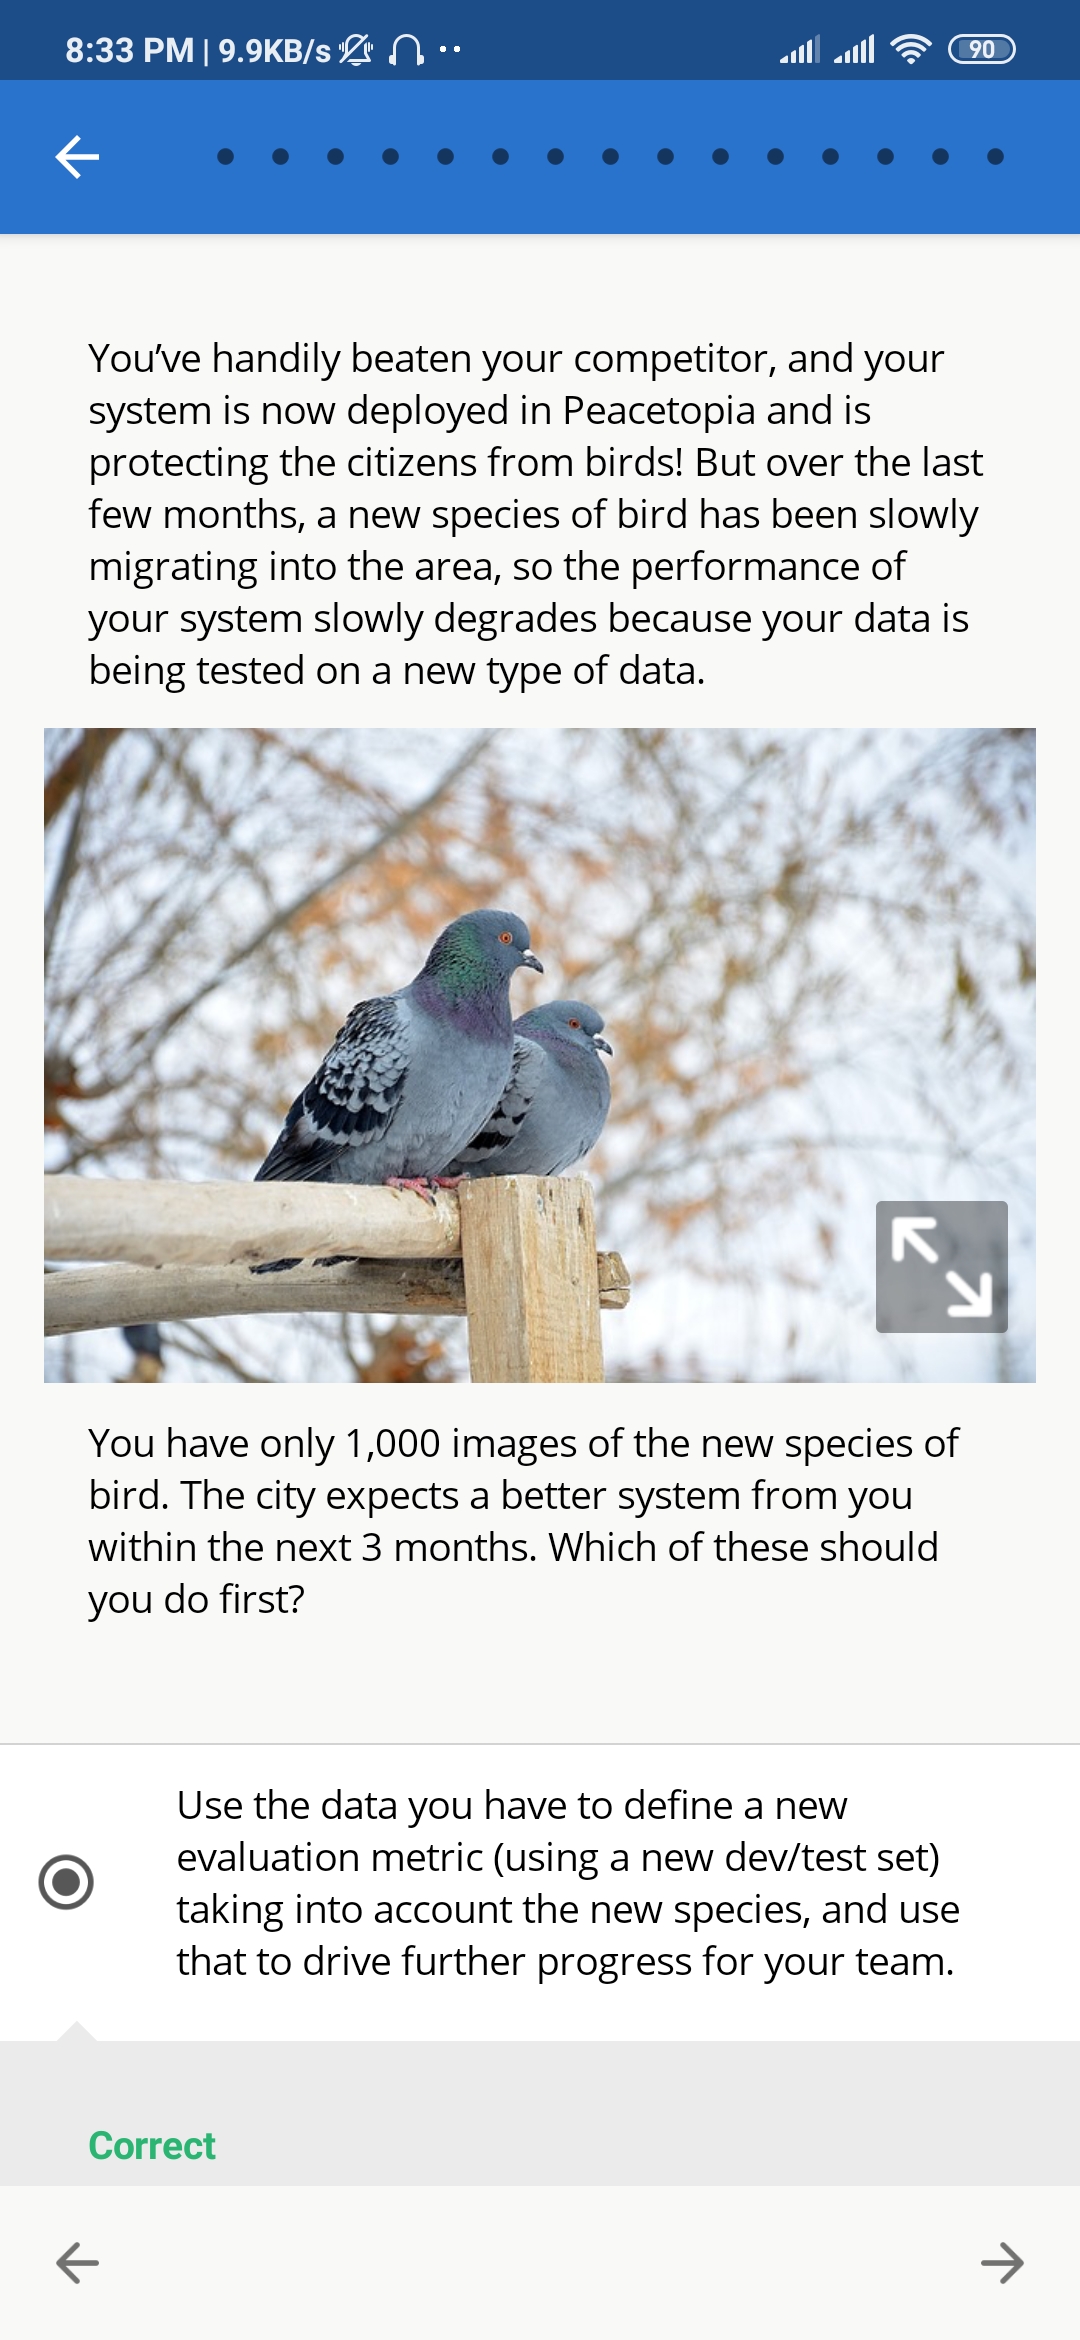 8:33 PM | 9.9KB/s
90
You’ve handily beaten your competitor, and your
system is now deployed in Peacetopia and is
protecting the citizens from birds! But over the last
few months, a new species of bird has been slowly
migrating into the area, so the performance of
your system slowly degrades because your data is
being tested on a new type of data.
You have only 1,000 images of the new species of
bird. The city expects a better system from you
within the next 3 months. Which of these should
you do first?
Use the data you have to define a new
evaluation metric (using a new dev/test set)
taking into account the new species, and use
that to drive further progress for your team.
Correct